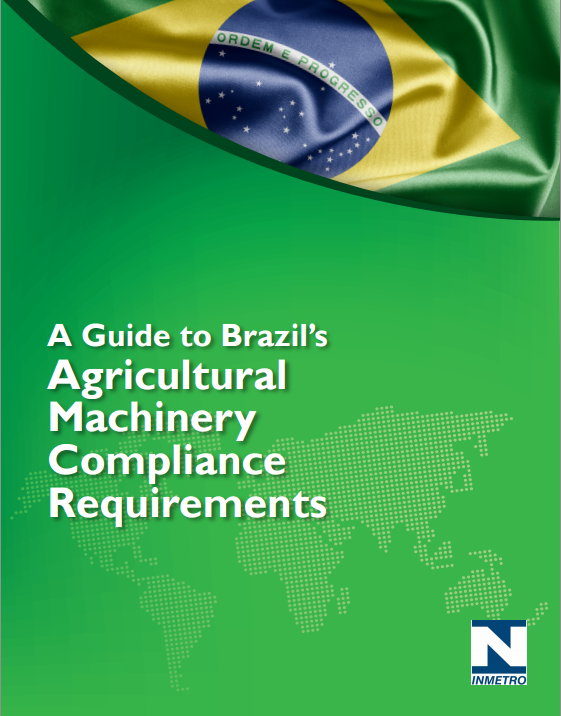 ORDEM E PROGRESSO
A Guide to Brazil’s
Agricultural
Machinery
Compliance
Requirements
N
INMETRO